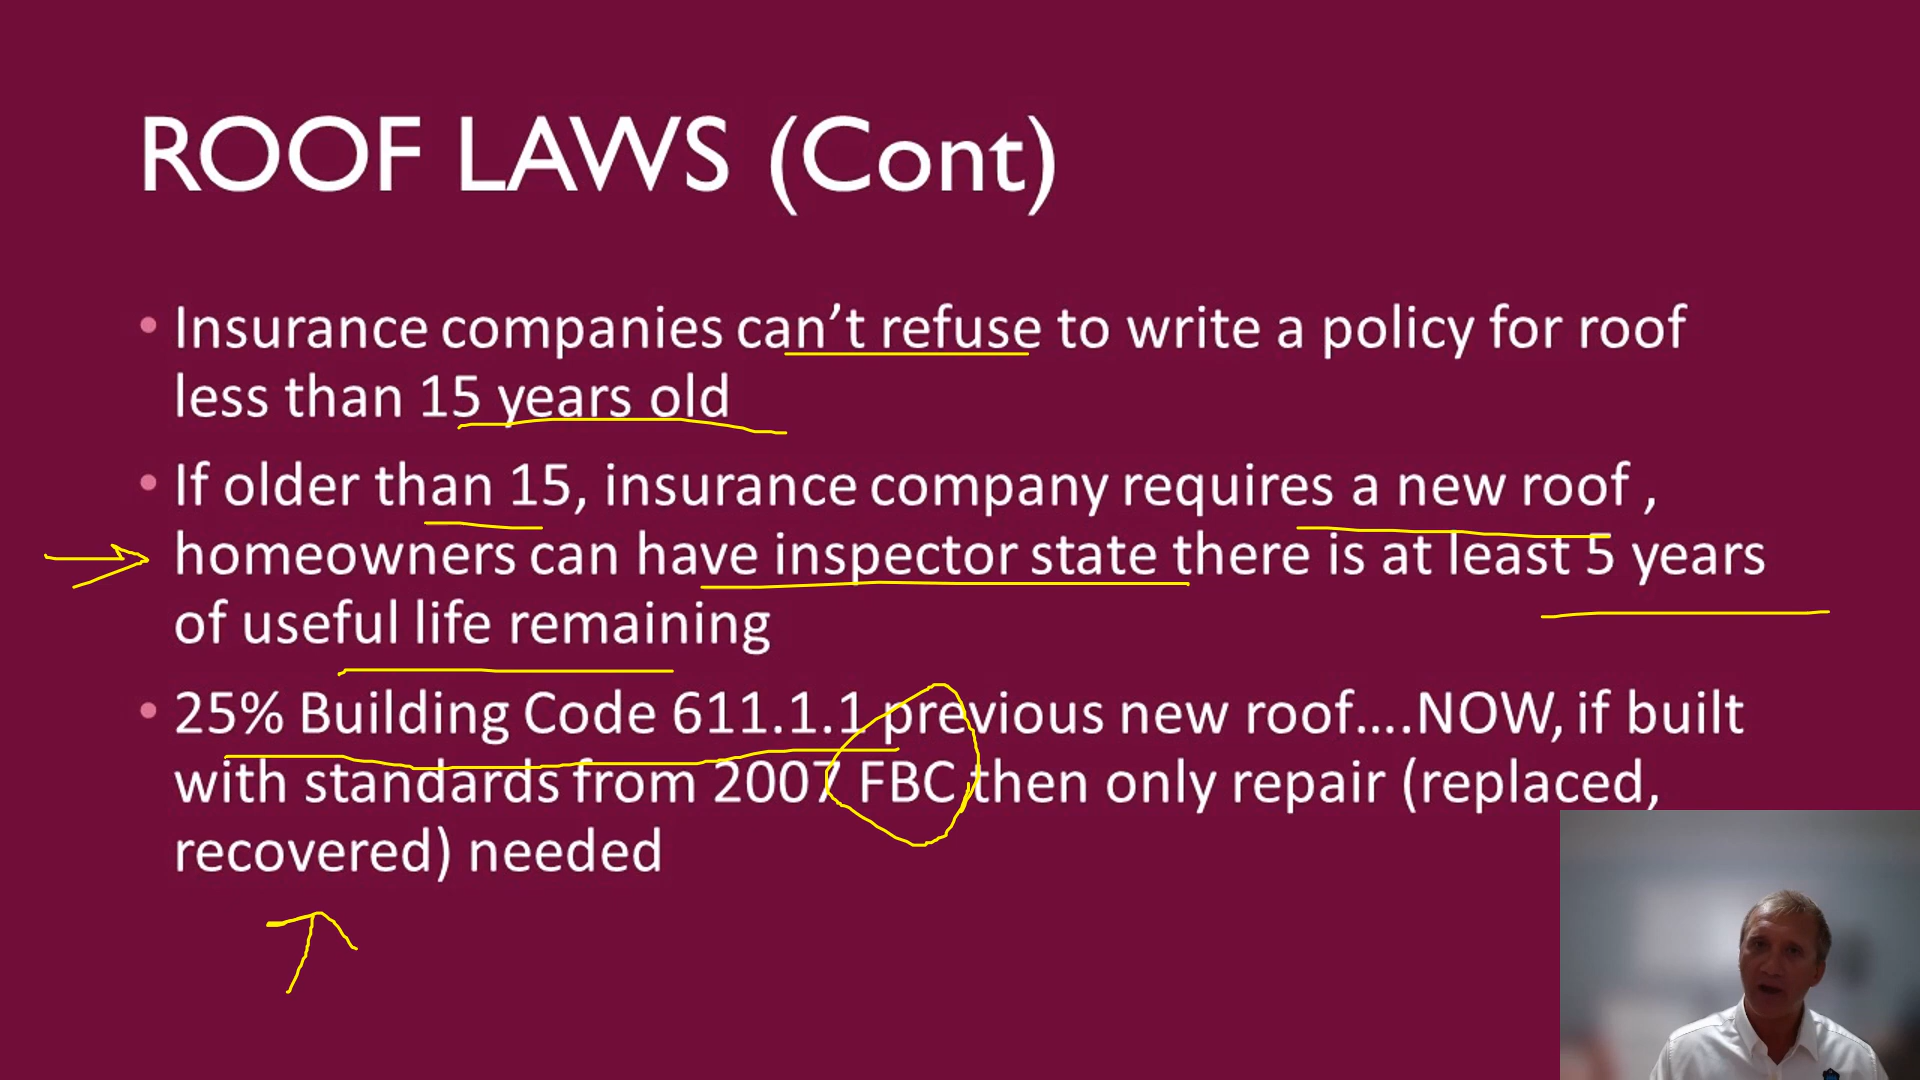 ROOF LAWS (Cont)
• Insurance companies can’t refuse to write a policy for roof
less than 15 years old
• If older than 15, insurance company requires a new roof ,
homeowners can have inspector state there is at least 5 years
of useful life remaining
• 25% Building Code 611.1.1 previous new roof....NOW, if built
with standards from 2007 FBC then only repair (replaced,
recovered) needed